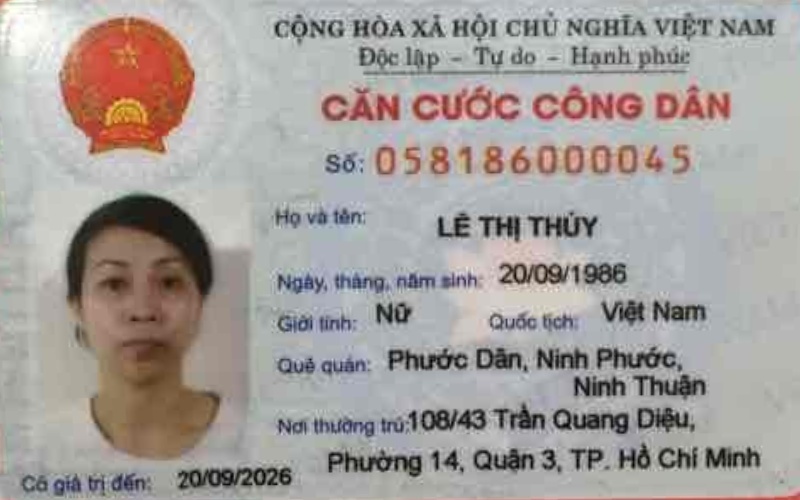 CỘNG HÒA XÃ HỘI CHỦ NGHĨA VIỆT NAM
Độc lập - Tự do - Hạnh phúc
CĂN CƯỚC CÔNG DÂN
Số: 058186000045
Họ và tên: LÊ THỊ THÚY
Ngày, tháng, năm sinh: 20/09/1986
Giới tính: Nữ Quốc tịch: Việt Nam
Quê quán: Phước Dân, Ninh Phước,
Ninh Thuận
Nơi thường trú: 108/43 Trần Quang Diệu,
Phường 14, Quận 3, TP. Hồ Chí Minh
Có giá trị đến: 20/09/2026